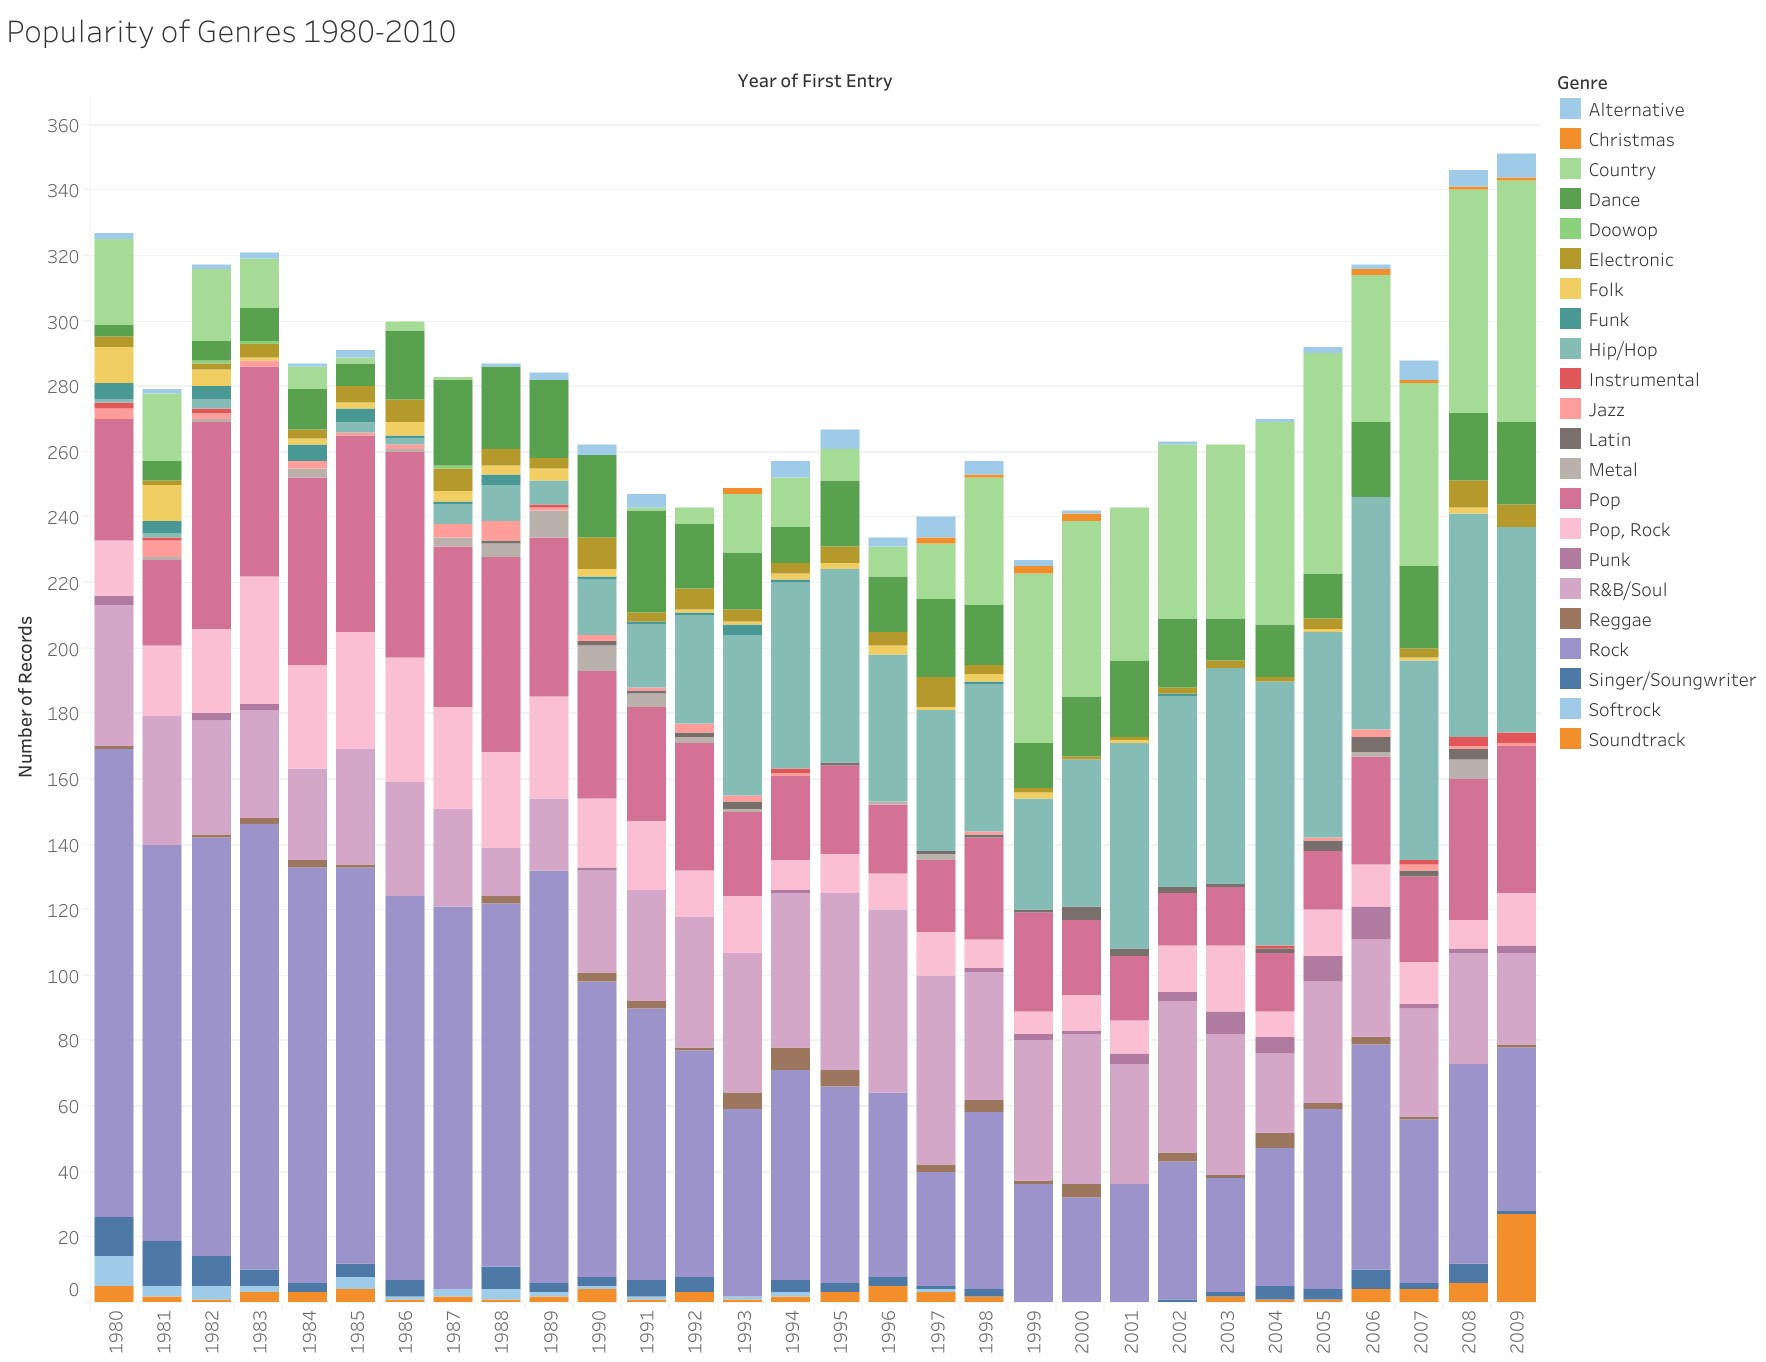 Popularity of Genres 1980-2010
Year of First Entry
Number of Records
360
340
320
300
280
260
240
220
200
180
160
140
120
100
80
60
40
20
0
1980
1981
1982
1983
1984
1985
1986
1987
1988
1989
1990
1991
1992
1993
1994
1995
1996
1997
1998
1999
2000
2001
2002
2003
2004
2005
2006
2007
2008
2009
Genre
Alternative
Christmas
Country
Dance
Doowop
Electronic
Folk
Funk
Hip/Hop
Instrumental
Jazz
Latin
Metal
Pop
Pop, Rock
Punk
R&B/Soul
Reggae
Rock
Singer/Soungwriter
Softrock
Soundtrack